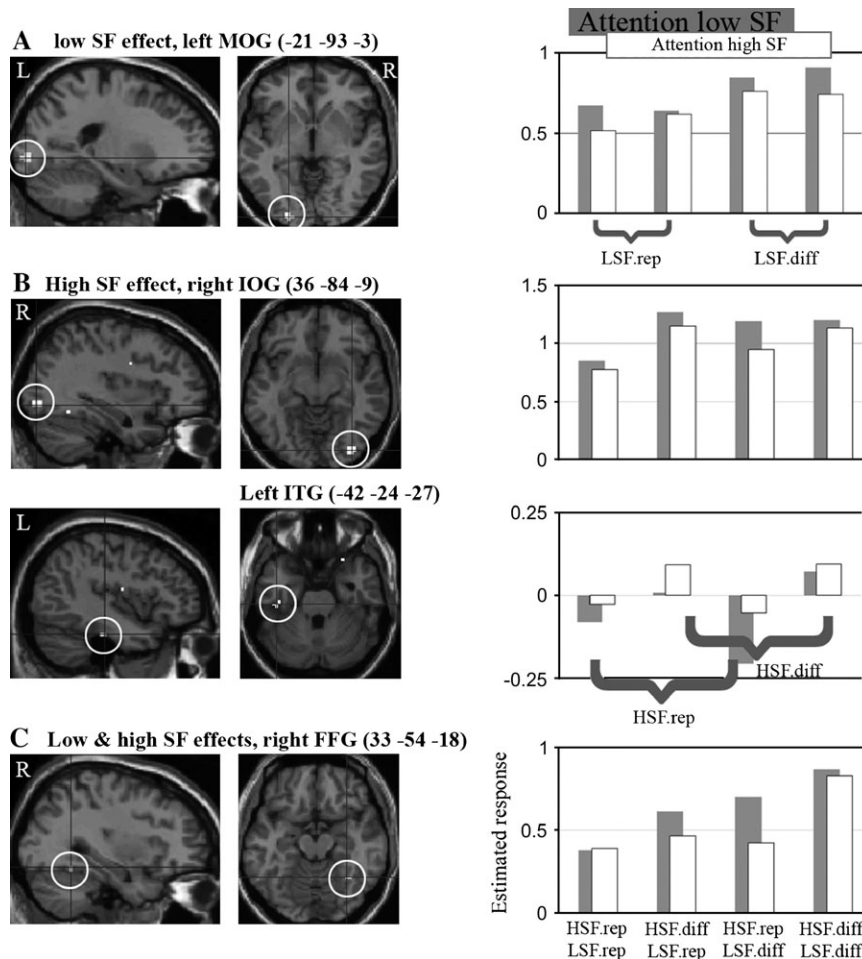 A low SF effect, left MOG (-21 -93 -3)
L
R
Attention low SF
Attention high SF
1
0.5
0
LSF.rep
LSF.diff
B High SF effect, right IOG (36 -84 -9)
R
1.5
1
0.5
0
Left ITG (-42 -24 -27)
L
0.25
0
-0.25
HSF.diff
HSF.rep
C Low & high SF effects, right FFG (33 -54 -18)
R
Estimated response
1
0.5
0
HSF.rep HSF.diff HSF.rep HSF.diff
LSF.rep LSF.rep LSF.diff LSF.diff